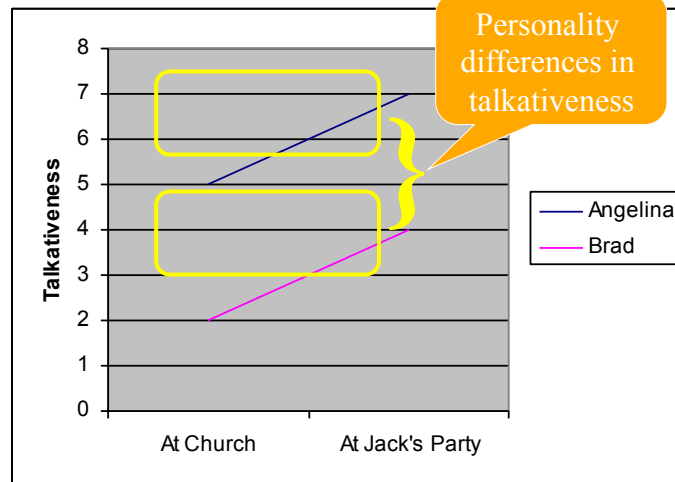 Personality
differences in
talkativeness
8
7
6
5
4
3
2
1
0
Talkativeness
At Church
At Jack's Party
Angelina
Brad